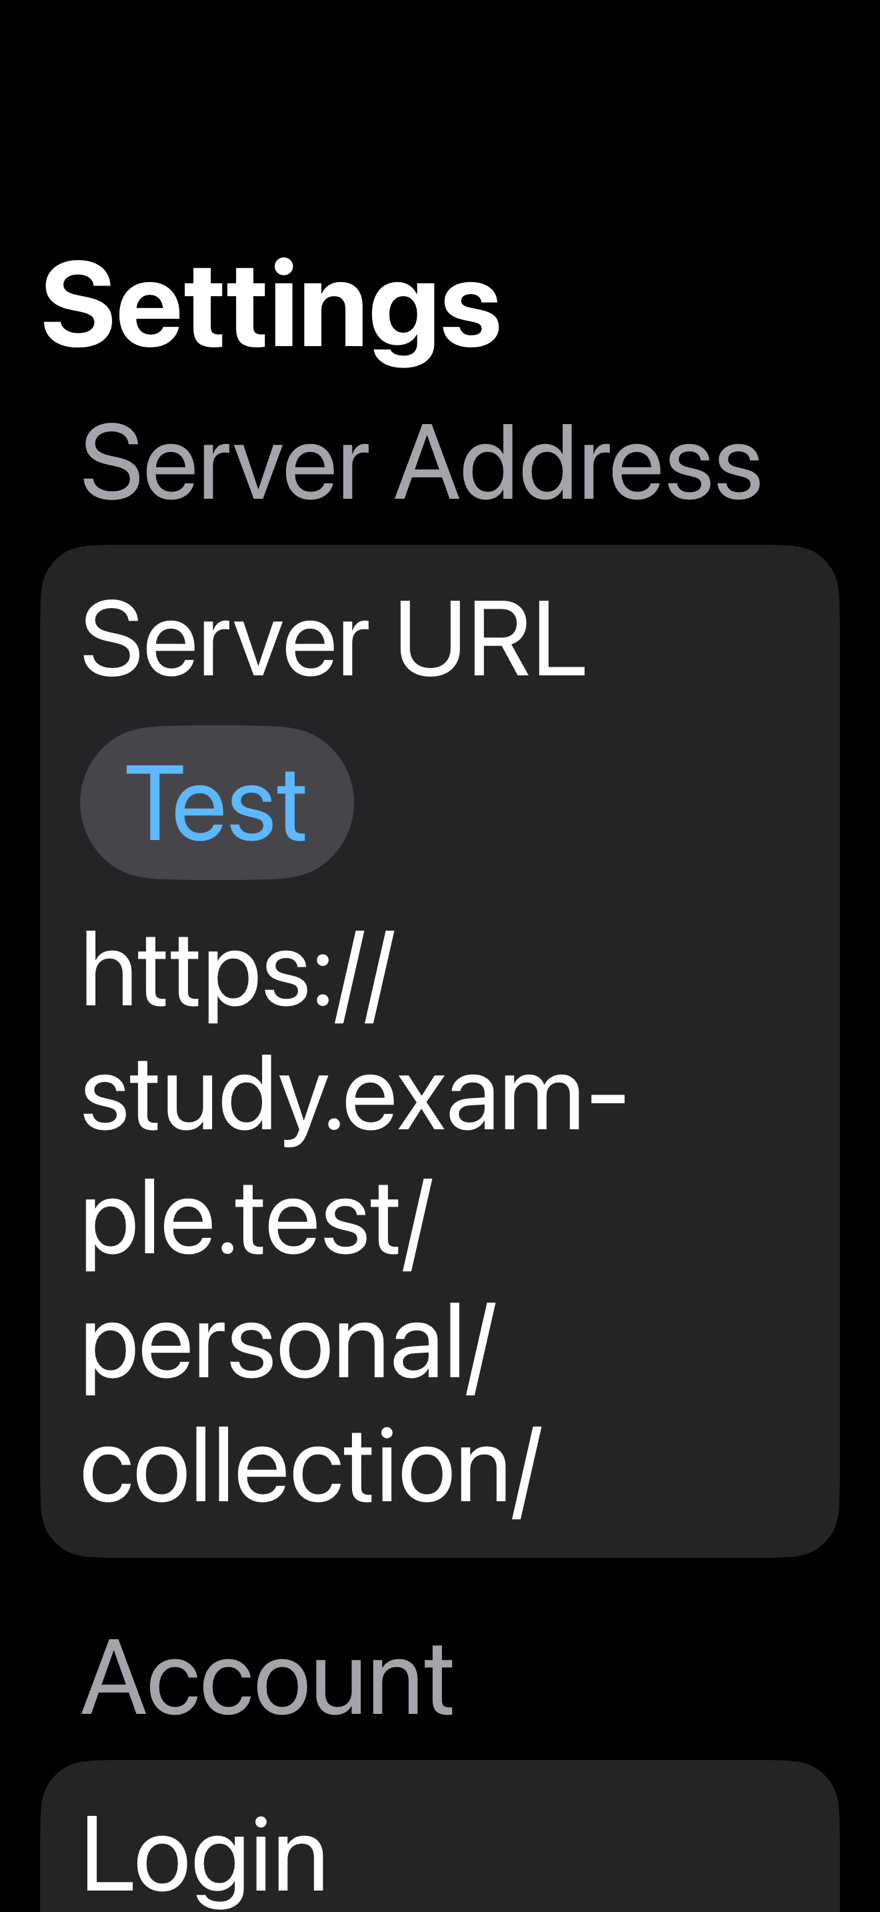 Settings
Server Address
Server URL
Test
https://
study.exam-
ple.test/
personal/
collection/
Account
Login